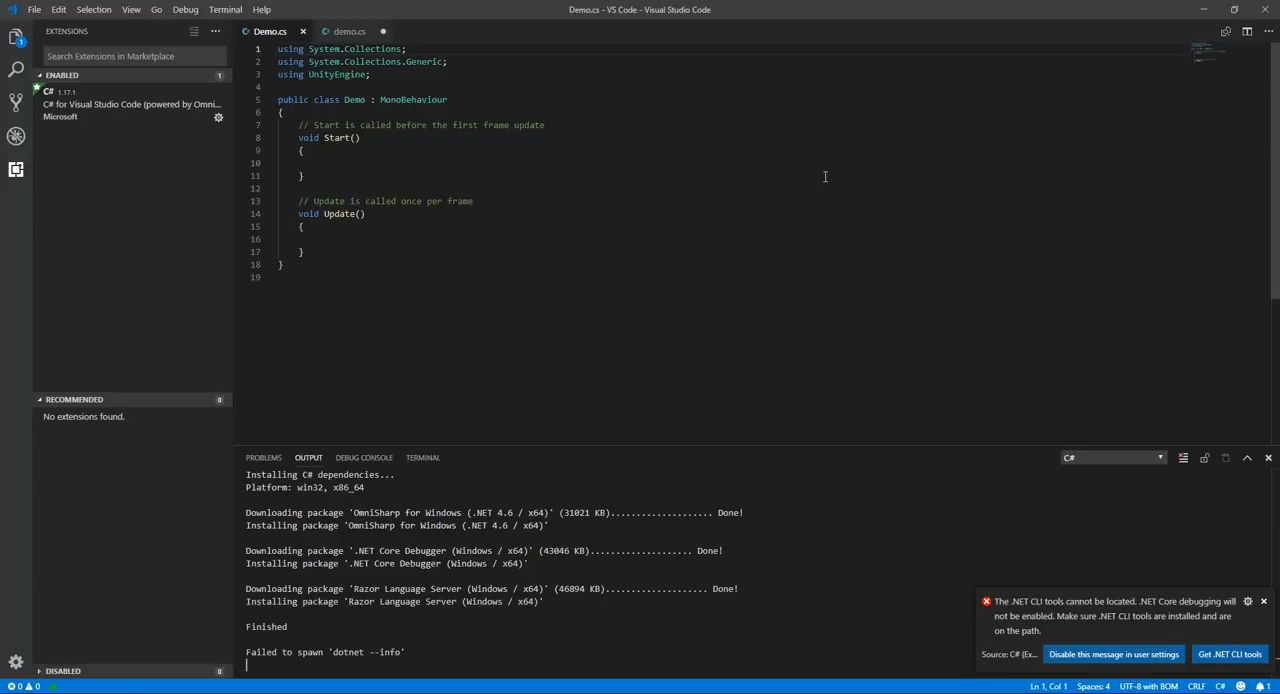 File Edit Selection View Go Debug Terminal Help
Demo.cs - VS Code - Visual Studio Code
EXTENSIONS
Search Extensions in Marketplace
ENABLED
1
C# 1.17.1
C# for Visual Studio Code (powered by Omni...
Microsoft
RECOMMENDED
0
No extensions found.
DISABLED
0
1
Demo.cs
demo.cs
1 using System.Collections;
2 using System.Collections.Generic;
3 using UnityEngine;
4
5 public class Demo : MonoBehaviour
6 {
7 // Start is called before the first frame update
8 void Start()
9 {
10
11 }
12
13 // Update is called once per frame
14 void Update()
15 {
16
17 }
18 }
19
PROBLEMS OUTPUT DEBUG CONSOLE TERMINAL
C#
Installing C# dependencies...
Platform: win32, x86_64
Downloading package 'OmniSharp for Windows (.NET 4.6 / x64)' (31021 KB).................... Done!
Installing package 'OmniSharp for Windows (.NET 4.6 / x64)'
Downloading package '.NET Core Debugger (Windows / x64)' (43046 KB)................... Done!
Installing package '.NET Core Debugger (Windows / x64)'
Downloading package 'Razor Language Server (Windows / x64)' (46894 KB).................... Done!
Installing package 'Razor Language Server (Windows / x64)'
Finished
Failed to spawn 'dotnet --info'
The .NET CLI tools cannot be located. .NET Core debugging will
not be enabled. Make sure .NET CLI tools are installed and are
on the path.
Source: C# (Ex...
Disable this message in user settings
Get .NET CLI tools
0 0
Ln 1, Col 1 Spaces: 4 UTF-8 with BOM CRLF C# 1